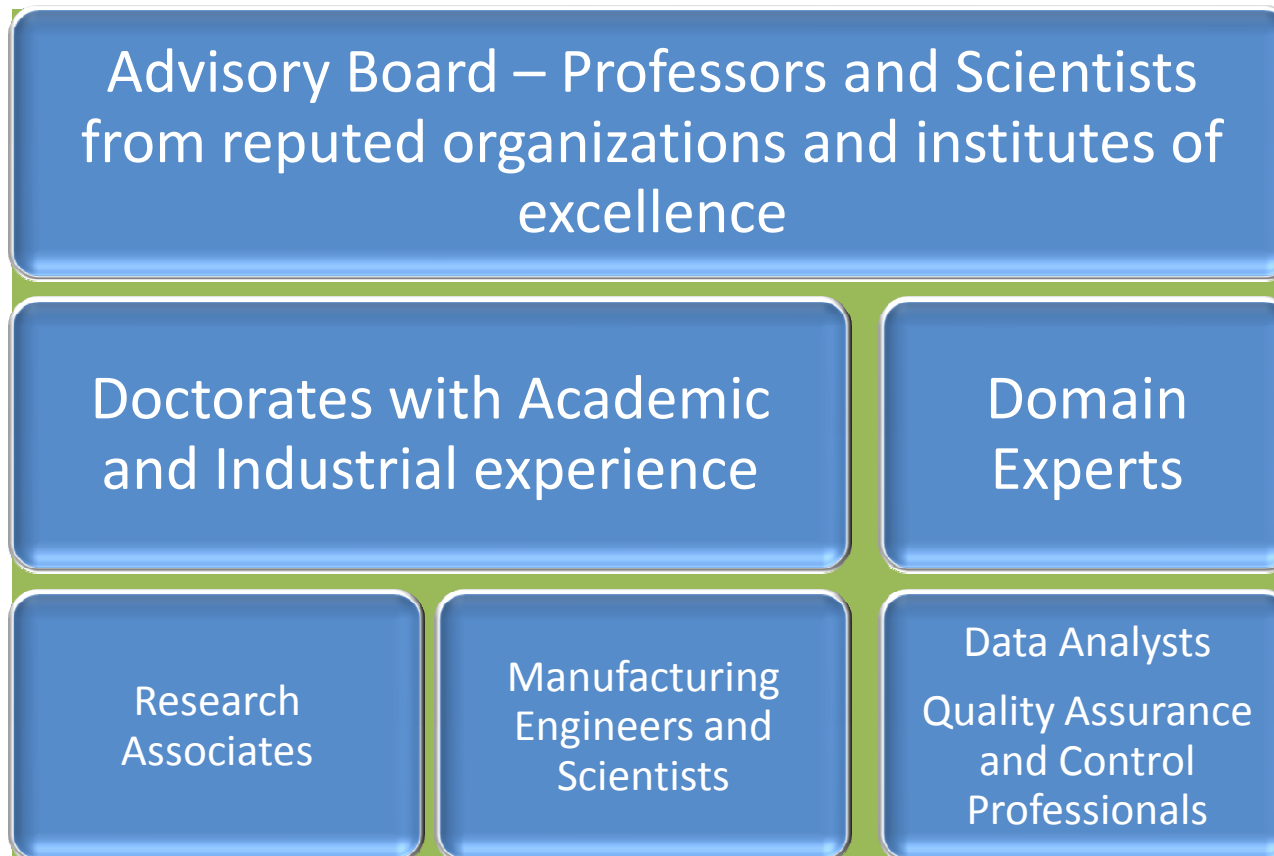 Advisory Board – Professors and Scientists
from reputed organizations and institutes of
excellence
Doctorates with Academic
and Industrial experience
Domain
Experts
Research
Associates
Manufacturing
Engineers and
Scientists
Data Analysts
Quality Assurance
and Control
Professionals